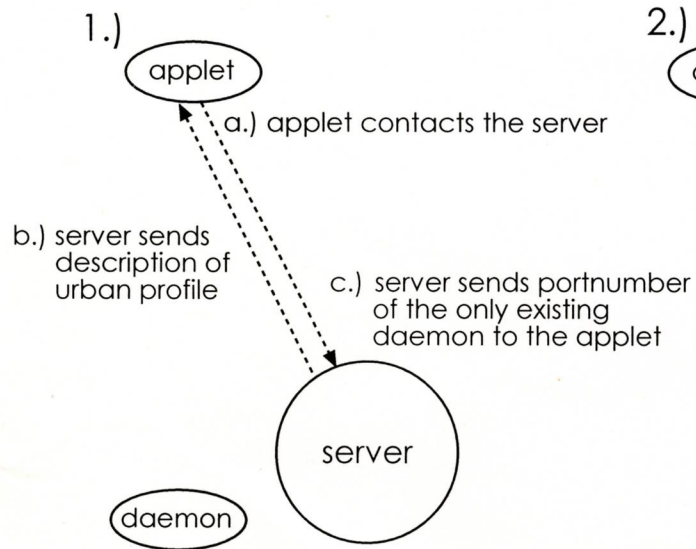 1.)
applet
a.) applet contacts the server
b.) server sends
description of
urban profile
c.) server sends portnumber
of the only existing
daemon to the applet
server
daemon
2.)